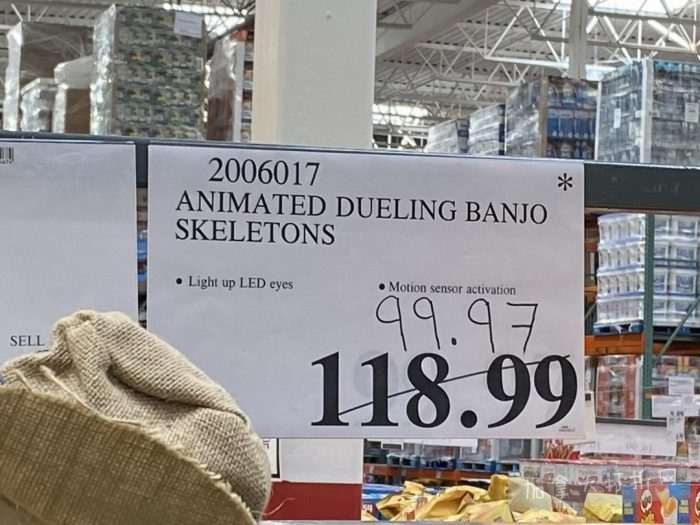 2006017
*
ANIMATED DUELING BANJO
SKELETONS
• Light up LED eyes
• Motion sensor activation
99.97
118.99
SELL